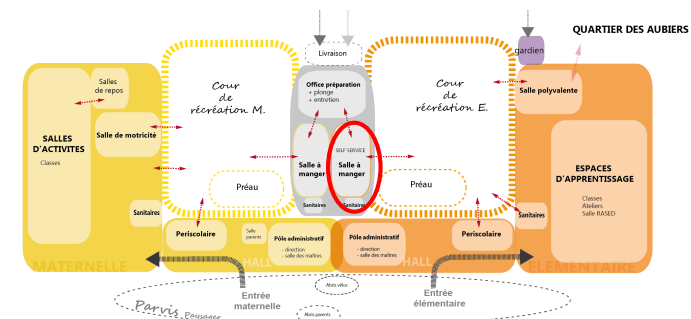 QUARTIER DES AUBIERS
Livraison
gardien
Office préparation
+ plonge
+ entretien
Cour
de
récréation M.
Cour
de
récréation E.
Salles
de repos
Salle polyvalente
SALLES
D'ACTIVITES
Classes
Salle de motricité
SELF SERVICE
Salle à
manger
Salle à
manger
ESPACES
D'APPRENTISSAGE
Classes
Ateliers
Salle RASED
Préau
Préau
Sanitaires
Sanitaires
Sanitaires
Sanitaires
Periscolaire
Salle
parents
Pôle administratif
- direction
- salle des maîtres
Pôle administratif
- direction
- salle des maîtres
Periscolaire
MATERNELLE
HALL
HALL
ELEMENTAIRE
Entrée
maternelle
Abris vélos
Entrée
élémentaire
Parvis Paysager
Abris parents